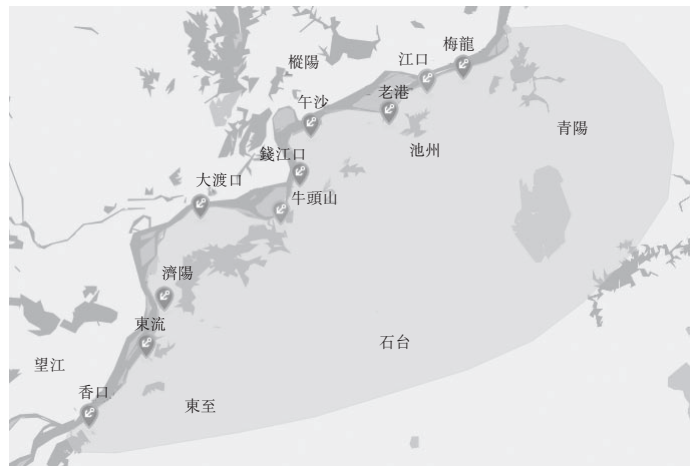 梅龍
江口
樅陽
老港
午沙
青陽
池州
錢江口
大渡口
牛頭山
濟陽
東流
石台
望江
香口
東至